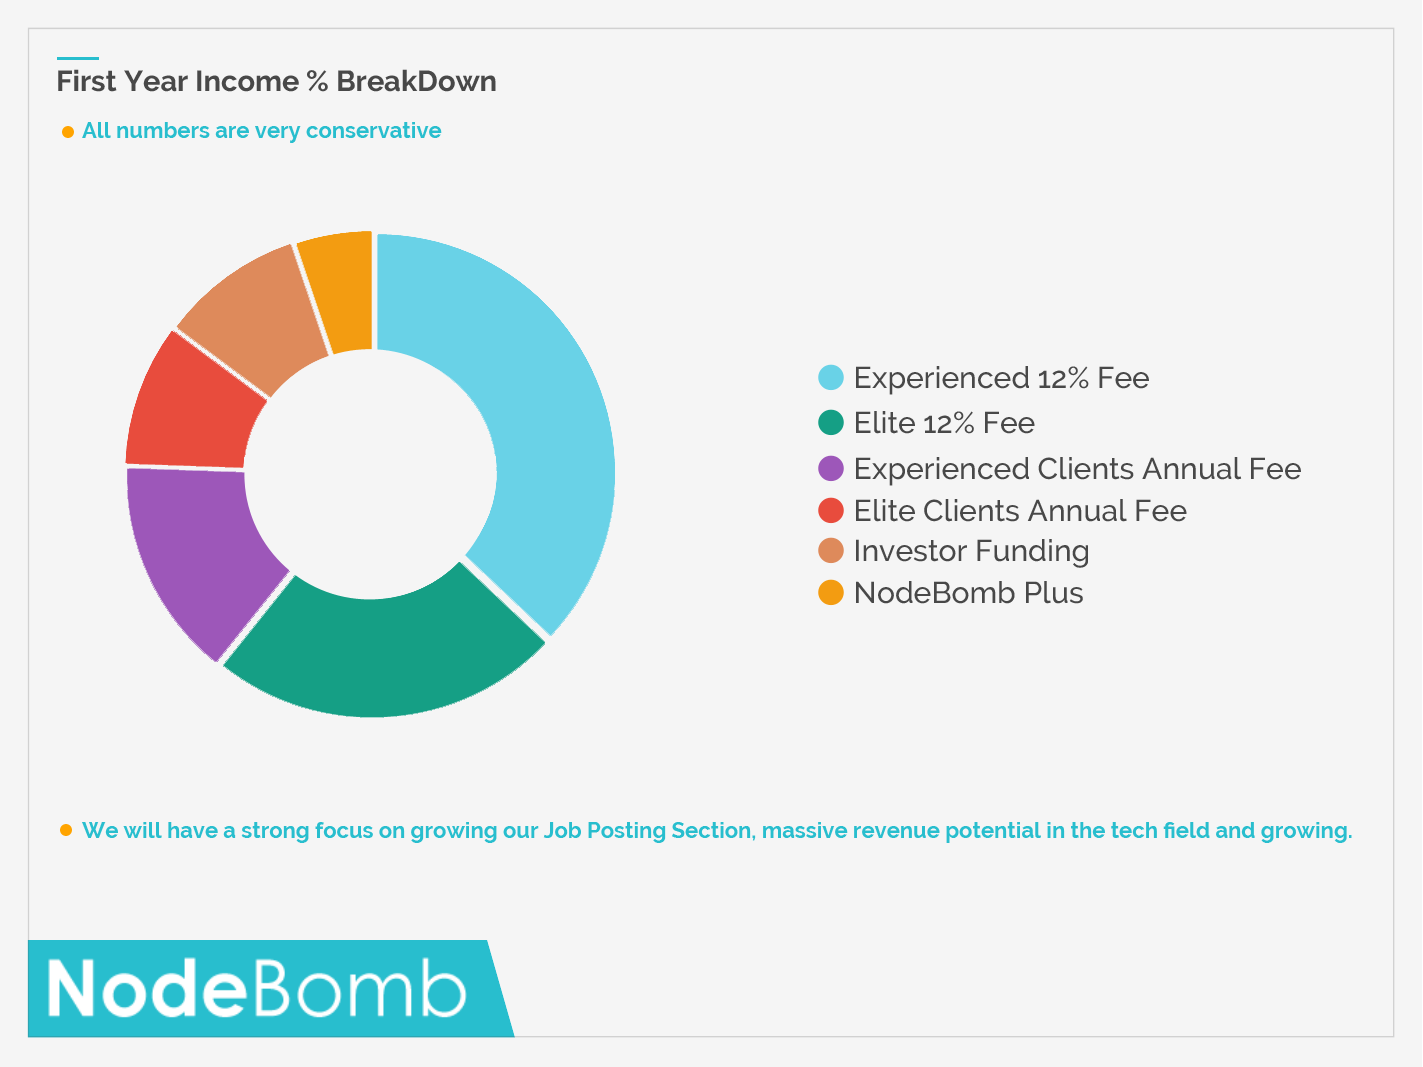 First Year Income % BreakDown
All numbers are very conservative
Experienced 12% Fee
Elite 12% Fee
Experienced Clients Annual Fee
Elite Clients Annual Fee
Investor Funding
NodeBomb Plus
We will have a strong focus on growing our Job Posting Section, massive revenue potential in the tech field and growing.
NodeBomb